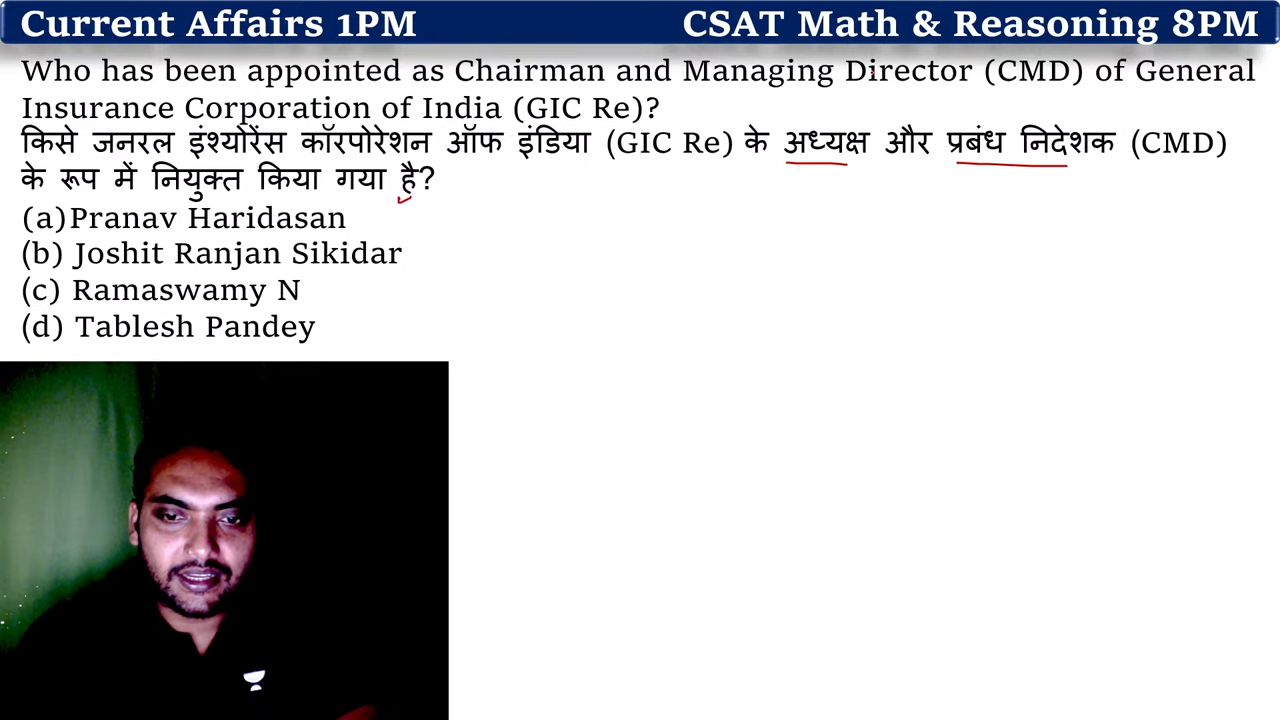 Current Affairs 1PM
CSAT Math & Reasoning 8PM
Who has been appointed as Chairman and Managing Director (CMD) of General
Insurance Corporation of India (GIC Re)?
किसे जनरल इंश्योरेंस कॉरपोरेशन ऑफ इंडिया (GIC Re) के अध्यक्ष और प्रबंध निदेशक (CMD)
के रूप में नियुक्त किया गया है?
(a)Pranav Haridasan
(b) Joshit Ranjan Sikidar
(c) Ramaswamy N
(d) Tablesh Pandey